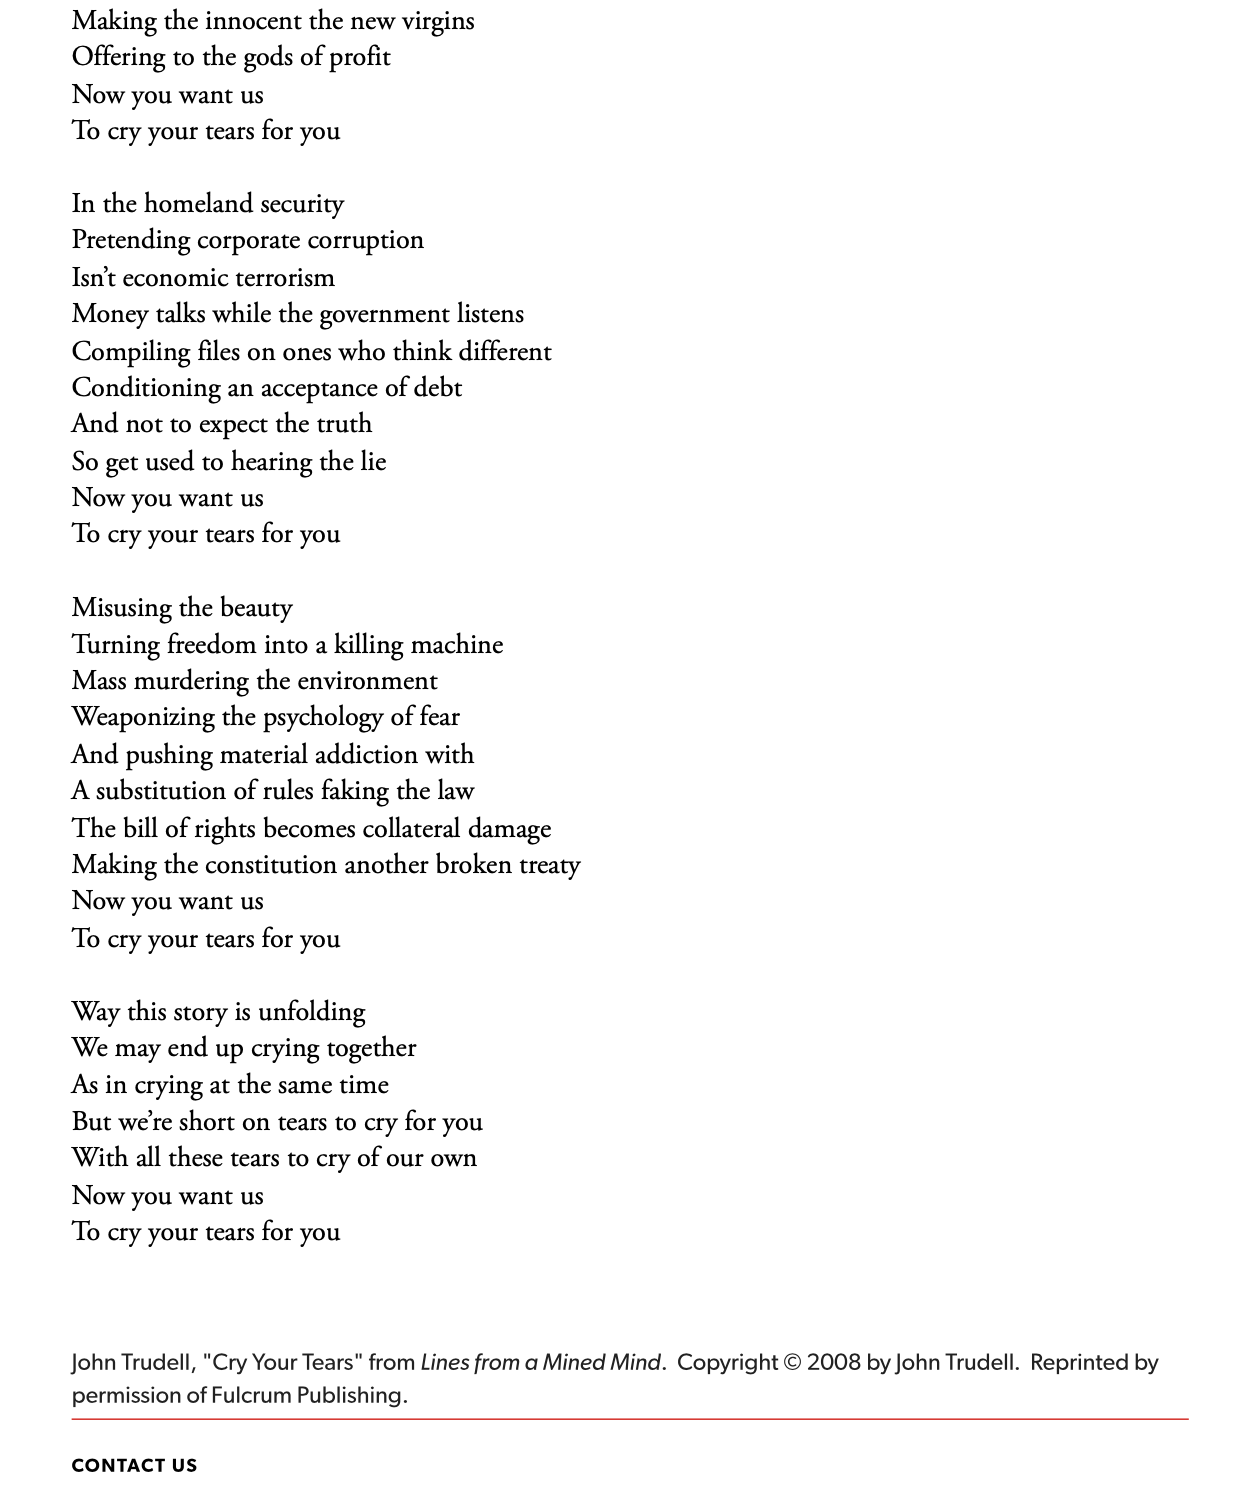 Making the innocent the new virgins
Offering to the gods of profit
Now you want us
To cry your tears for you

In the homeland security
Pretending corporate corruption
Isn’t economic terrorism
Money talks while the government listens
Compiling files on ones who think different
Conditioning an acceptance of debt
And not to expect the truth
So get used to hearing the lie
Now you want us
To cry your tears for you

Misusing the beauty
Turning freedom into a killing machine
Mass murdering the environment
Weaponizing the psychology of fear
And pushing material addiction with
A substitution of rules faking the law
The bill of rights becomes collateral damage
Making the constitution another broken treaty
Now you want us
To cry your tears for you

Way this story is unfolding
We may end up crying together
As in crying at the same time
But we’re short on tears to cry for you
With all these tears to cry of our own
Now you want us
To cry your tears for you

John Trudell, "Cry Your Tears" from Lines from a Mined Mind.  Copyright © 2008 by John Trudell.  Reprinted by
permission of Fulcrum Publishing.
CONTACT US